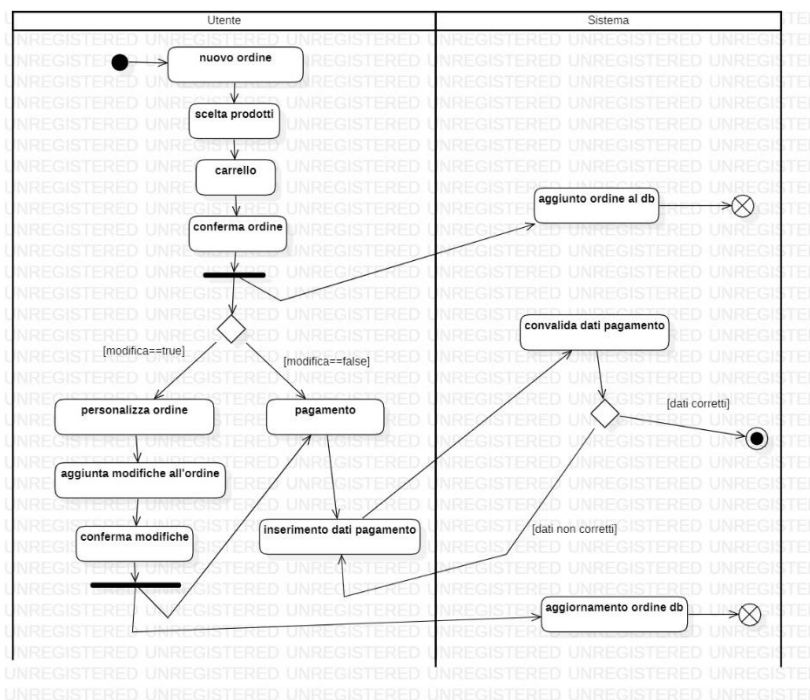 Utente
Sistema
nuovo ordine
scelta prodotti
carrello
conferma ordine
aggiunto ordine al db
convalida dati pagamento
[modifica==true]
[modifica==false]
[dati corretti]
personalizza ordine
pagamento
aggiunta modifiche all'ordine
conferma modifiche
inserimento dati pagamento
[dati non corretti]
aggiornamento ordine db
UNREGISTERED